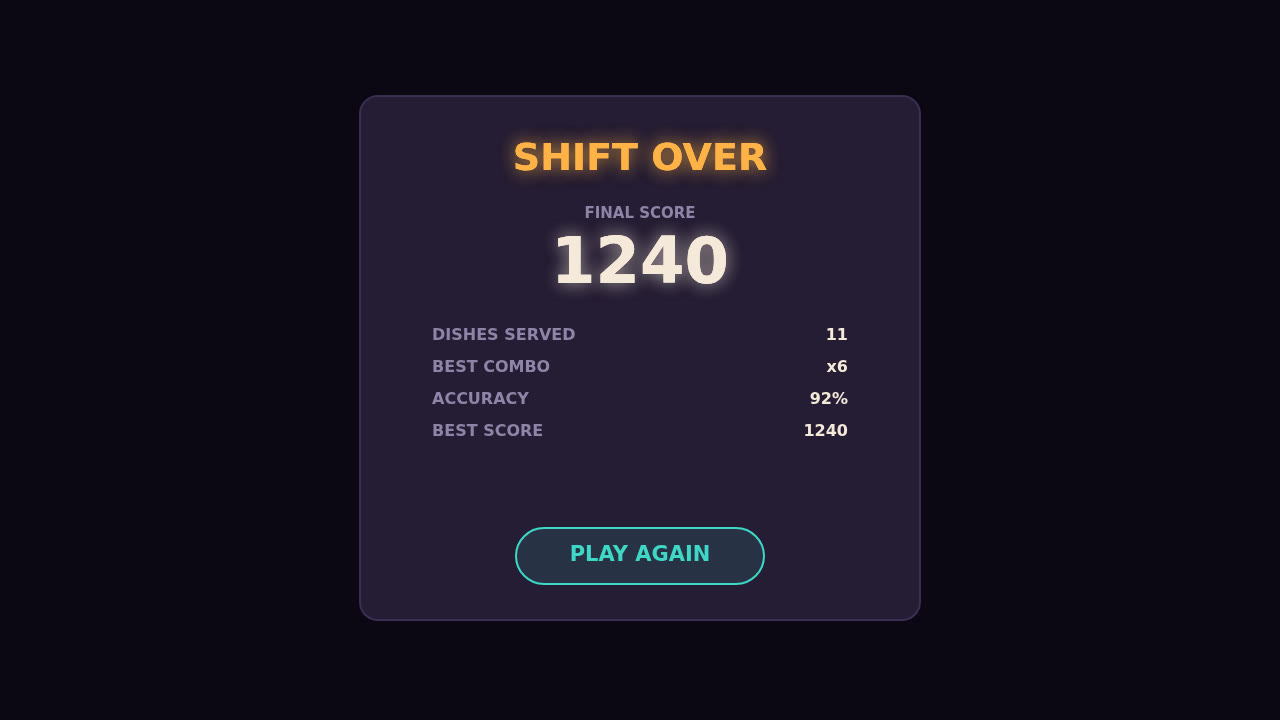 SHIFT OVER
FINAL SCORE
1240
DISHES SERVED 11
BEST COMBO x6
ACCURACY 92%
BEST SCORE 1240
PLAY AGAIN